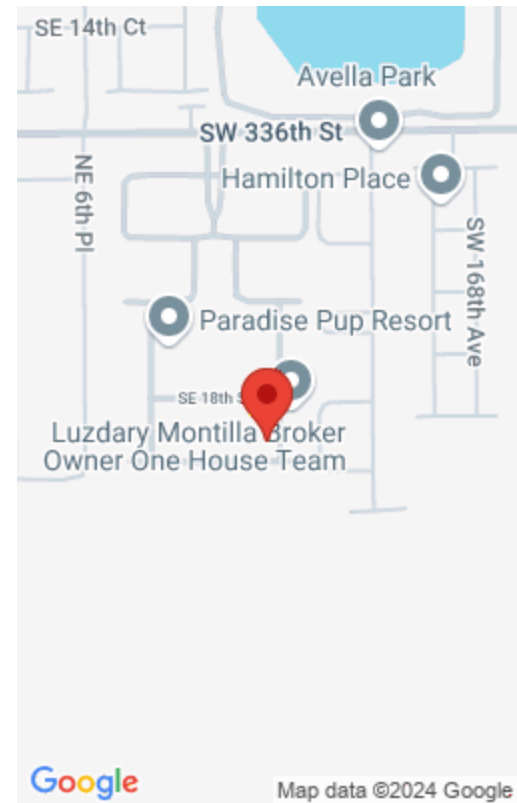 SE 14th Ct
Avella Park
SW 336th St
Hamilton Place
NE 6th Pl
SW 168th Ave
Paradise Pup Resort
SE 18th
Luzdary Montilla Broker
Owner One House Team
Google
Map data ©2024 Google